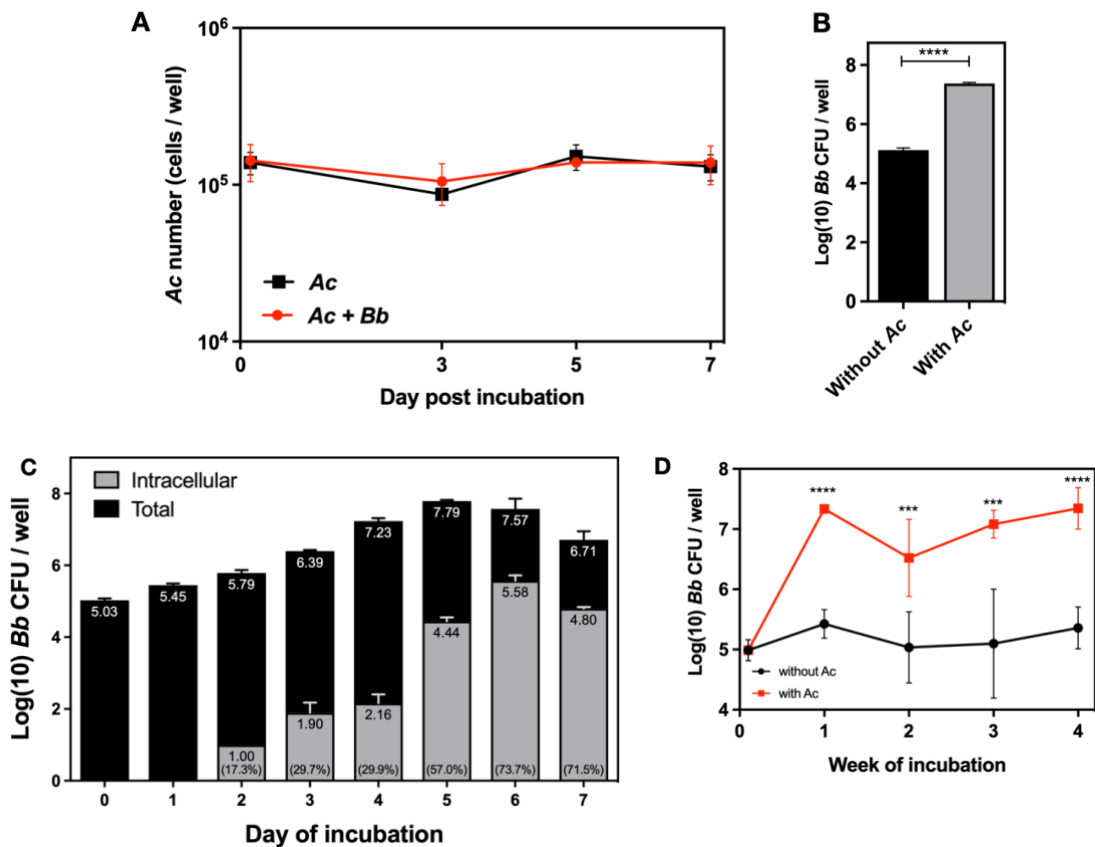 A
10^6
10^5
10^4
Ac number (cells / well)
Ac
Ac + Bb
0 3 5 7
Day post incubation
B
****
8
6
4
2
0
Log(10) Bb CFU / well
Without Ac
With Ac
C
Intracellular
Total
8
6
4
2
0
Log(10) Bb CFU / well
5.03 5.45 5.79 6.39 7.23 7.79 7.57 6.71
1.00 1.90 2.16 4.44 5.58 4.80
(17.3%) (29.7%) (29.9%) (57.0%) (73.7%) (71.5%)
0 1 2 3 4 5 6 7
Day of incubation
D
8
7
6
5
4
Log(10) Bb CFU / well
**** *** *** ****
without Ac
with Ac
0 1 2 3 4
Week of incubation